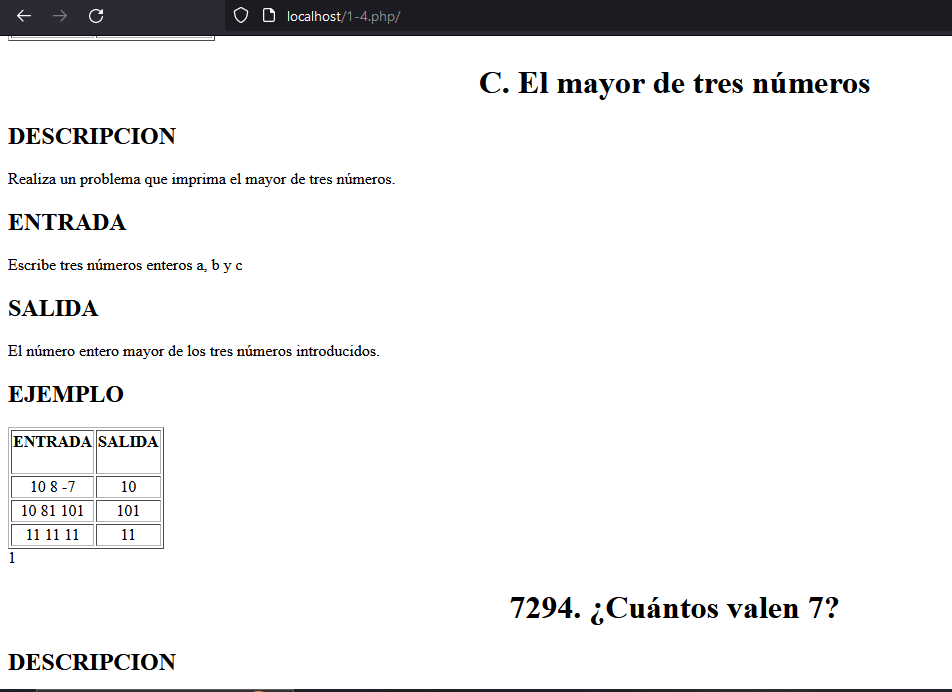 localhost/1-4.php/
C. El mayor de tres números
DESCRIPCION
Realiza un problema que imprima el mayor de tres números.
ENTRADA
Escribe tres números enteros a, b y c
SALIDA
El número entero mayor de los tres números introducidos.
EJEMPLO
ENTRADA SALIDA
10 8 -7 10
10 81 101 101
11 11 11 11
1
7294. ¿Cuántos valen 7?
DESCRIPCION